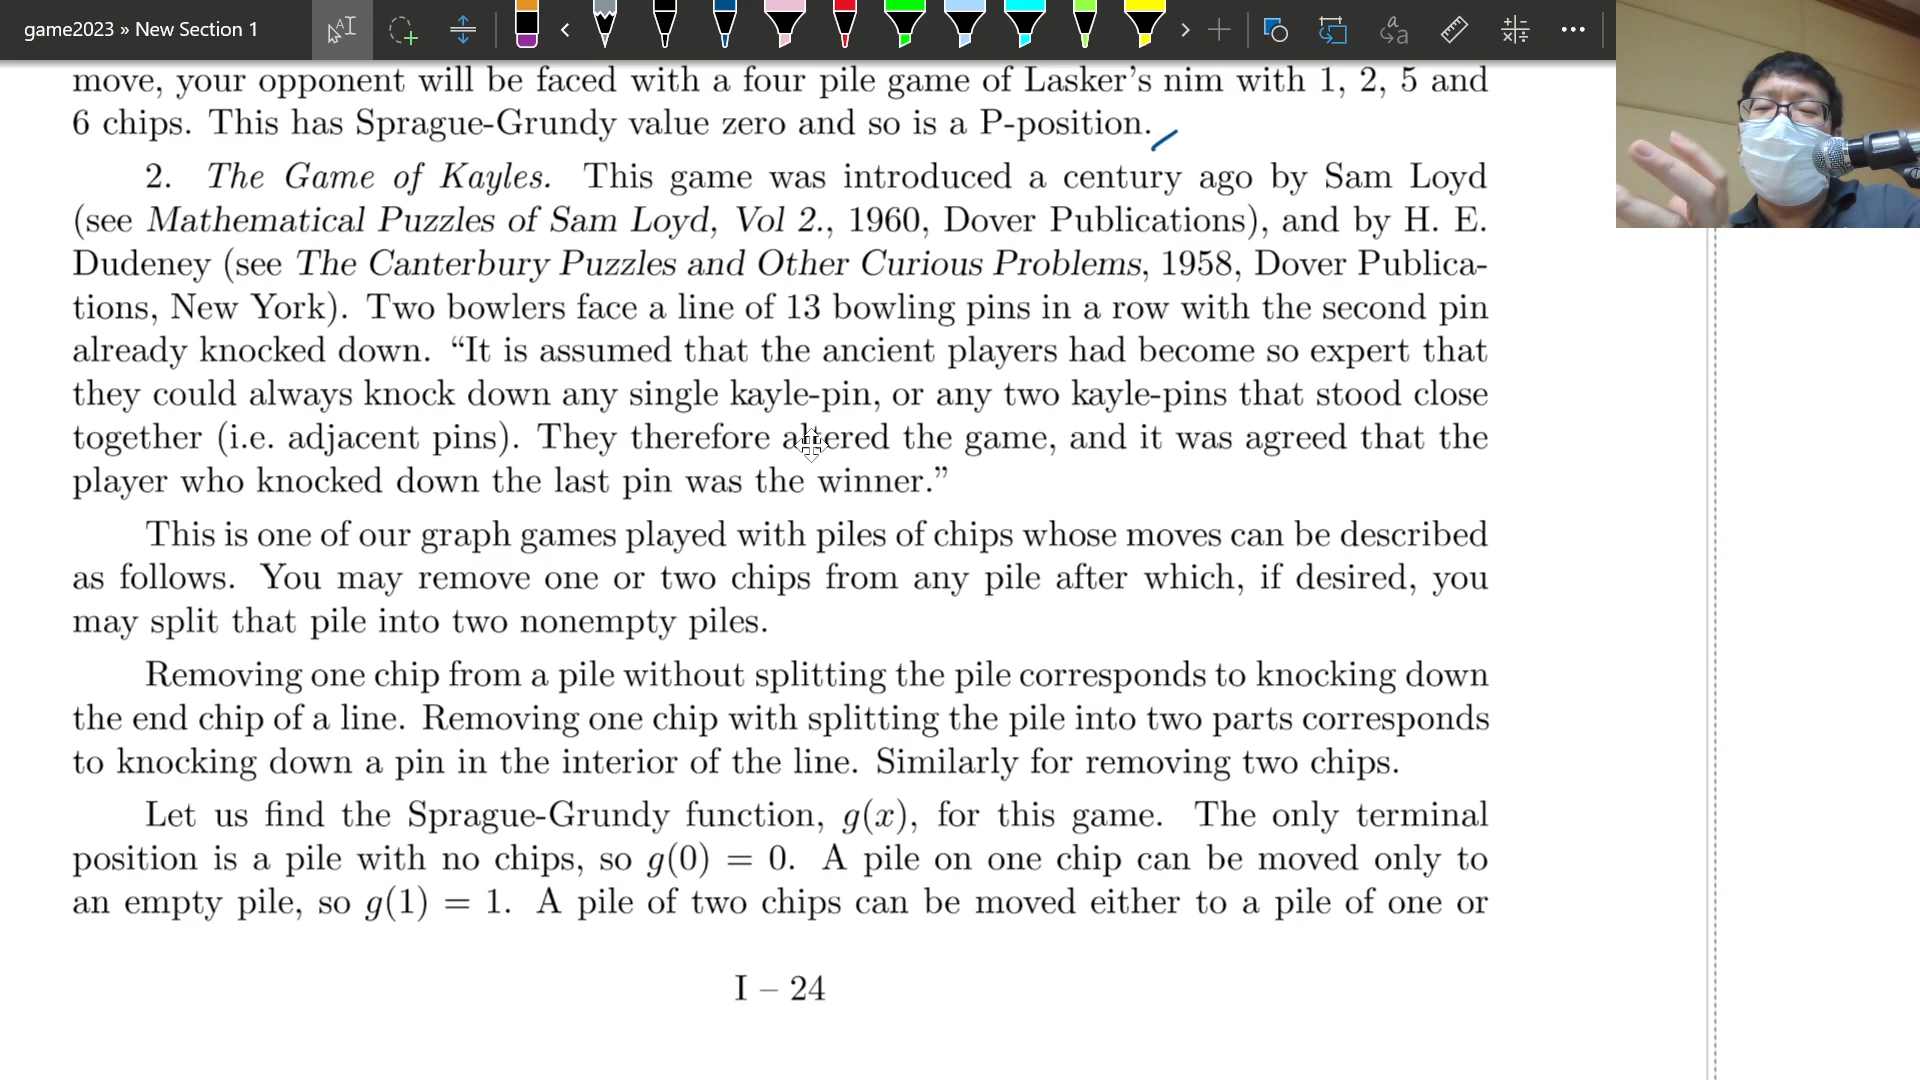 game2023 » New Section 1
move, your opponent will be faced with a four pile game of Lasker’s nim with 1, 2, 5 and
6 chips. This has Sprague-Grundy value zero and so is a P-position.
2. The Game of Kayles. This game was introduced a century ago by Sam Loyd
(see Mathematical Puzzles of Sam Loyd, Vol 2., 1960, Dover Publications), and by H. E.
Dudeney (see The Canterbury Puzzles and Other Curious Problems, 1958, Dover Publica-
tions, New York). Two bowlers face a line of 13 bowling pins in a row with the second pin
already knocked down. “It is assumed that the ancient players had become so expert that
they could always knock down any single kayle-pin, or any two kayle-pins that stood close
together (i.e. adjacent pins). They therefore altered the game, and it was agreed that the
player who knocked down the last pin was the winner.”
This is one of our graph games played with piles of chips whose moves can be described
as follows. You may remove one or two chips from any pile after which, if desired, you
may split that pile into two nonempty piles.
Removing one chip from a pile without splitting the pile corresponds to knocking down
the end chip of a line. Removing one chip with splitting the pile into two parts corresponds
to knocking down a pin in the interior of the line. Similarly for removing two chips.
Let us find the Sprague-Grundy function, g(x), for this game. The only terminal
position is a pile with no chips, so g(0) = 0. A pile on one chip can be moved only to
an empty pile, so g(1) = 1. A pile of two chips can be moved either to a pile of one or
I – 24